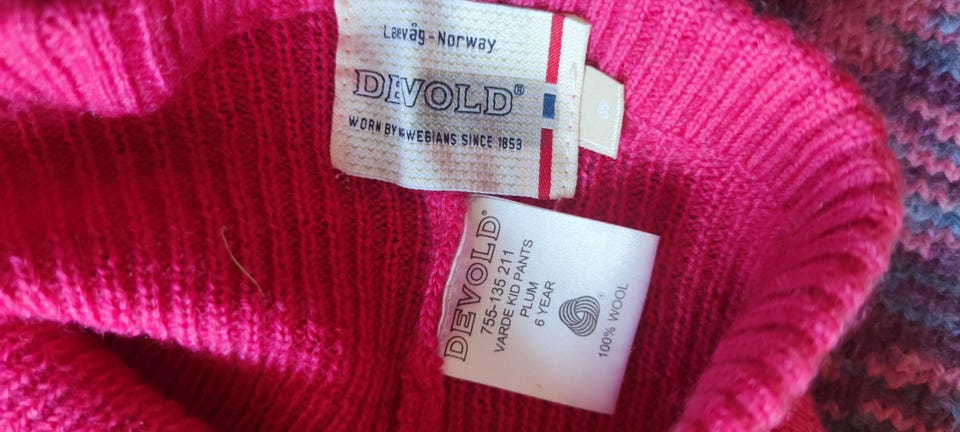 Langevåg-Norway
DEVOLD®
WORN BY NORWEGIANS SINCE 1853
DEVOLD®
755-135 211
VARDE KID PANTS
PLUM
6 YEAR
100% WOOL